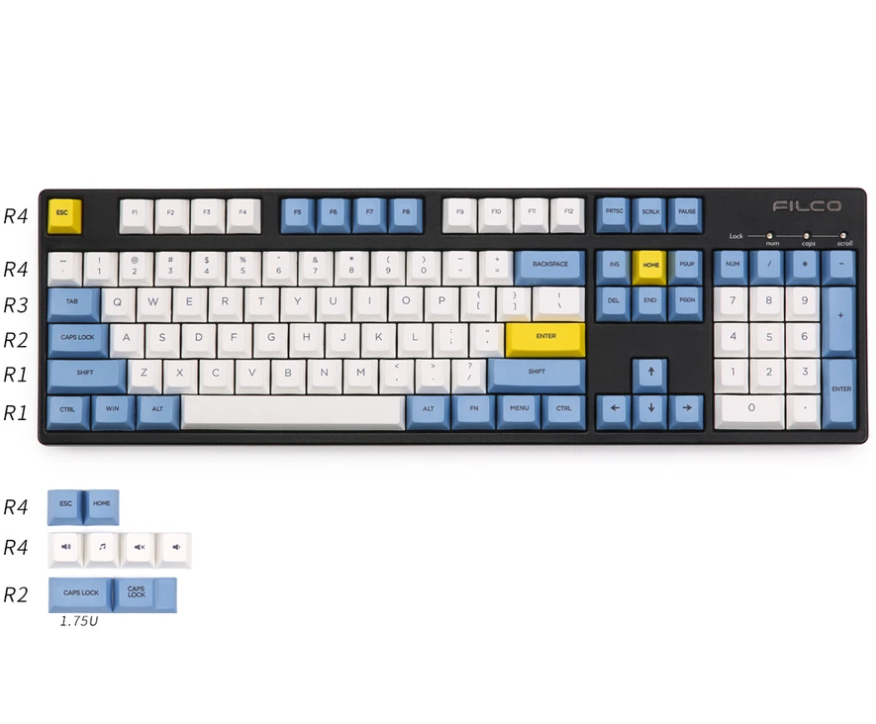 FILCO
R4 ESC F1 F2 F3 F4 F5 F6 F7 F8 F9 F10 F11 F12 PRTSC SCRLK PAUSE
Lock num caps scroll
R4 ~ ! 1 @ 2 # 3 $ 4 % 5 ^ 6 & 7 * 8 ( 9 ) 0 _ - + = BACKSPACE INS HOME PGUP NUM / * -
R3 TAB Q W E R T Y U I O P { [ } ] | \ DEL END PGDN 7 8 9 +
R2 CAPS LOCK A S D F G H J K L : ; " ' ENTER 4 5 6
R1 SHIFT Z X C V B N M < , > . ? / SHIFT ↑ 1 2 3 ENTER
R1 CTRL WIN ALT ALT FN MENU CTRL ← ↓ → 0 .
R4 ESC HOME
R4
R2 CAPS LOCK CAPS LOCK
1.75U